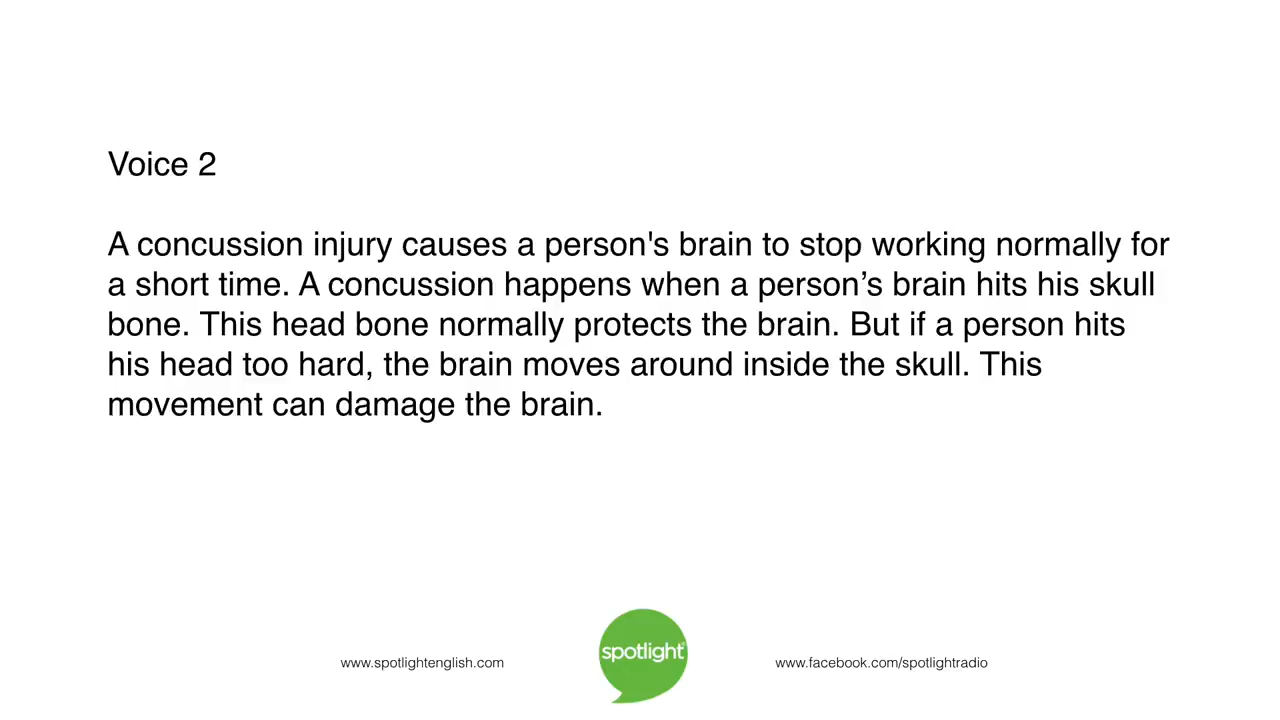 Voice 2
A concussion injury causes a person's brain to stop working normally for
a short time. A concussion happens when a person’s brain hits his skull
bone. This head bone normally protects the brain. But if a person hits
his head too hard, the brain moves around inside the skull. This
movement can damage the brain.
www.spotlightenglish.com
spotlight
www.facebook.com/spotlightradio